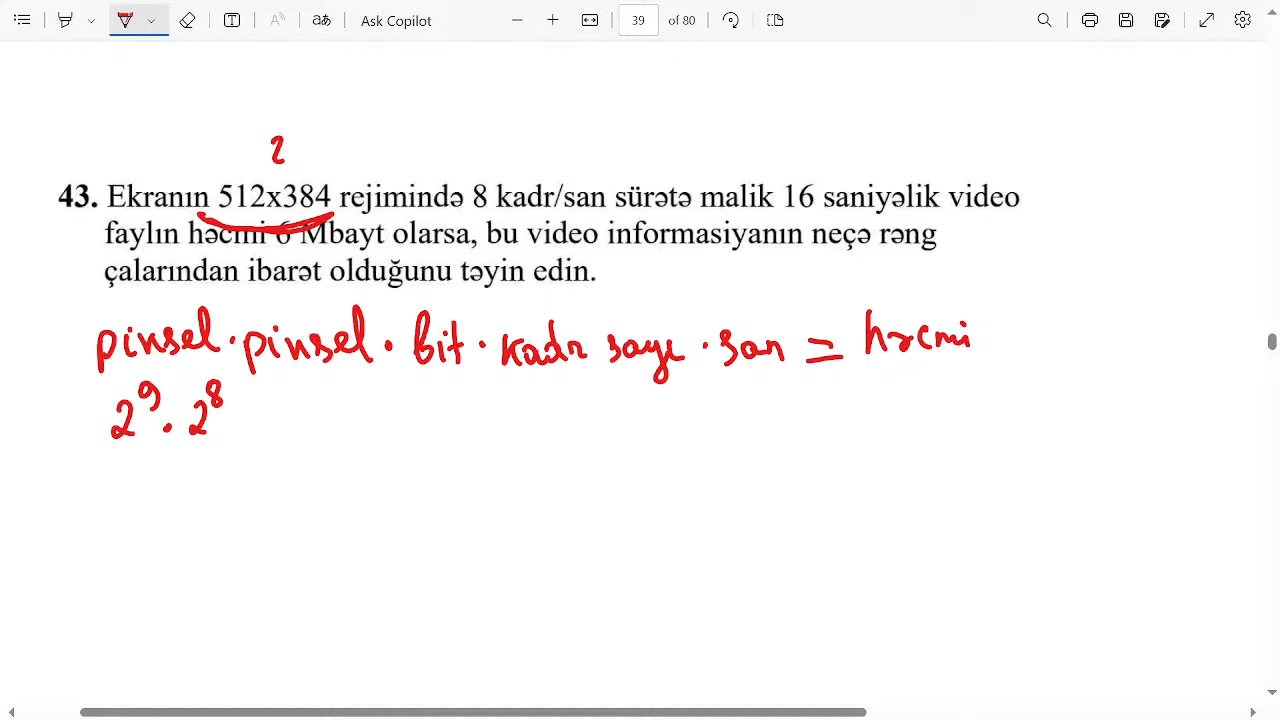 Ask Copilot
39 of 80
2
43. Ekranın 512x384 rejimində 8 kadr/san sürətə malik 16 saniyəlik video
faylın həcmi 6 Mbayt olarsa, bu video informasiyanın neçə rəng
çalarından ibarət olduğunu təyin edin.
pinsel · pinsel · bit · kadr sayı · san = həcmi
2⁹ · 2⁸